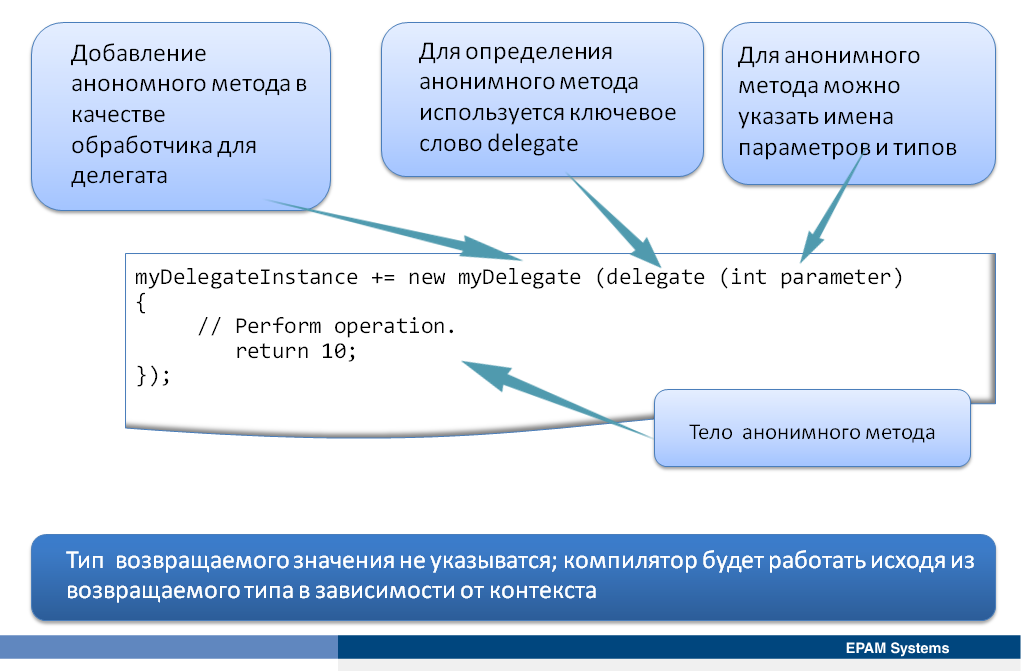 Добавление
анономного метода в
качестве
обработчика для
делегата
Для определения
анонимного метода
используется ключевое
слово delegate
Для анонимного
метода можно
указать имена
параметров и типов
myDelegateInstance += new myDelegate (delegate (int parameter)
{
// Perform operation.
return 10;
});
Тело анонимного метода
Тип возвращаемого значения не указыватся; компилятор будет работать исходя из
возвращаемого типа в зависимости от контекста
EPAM Systems